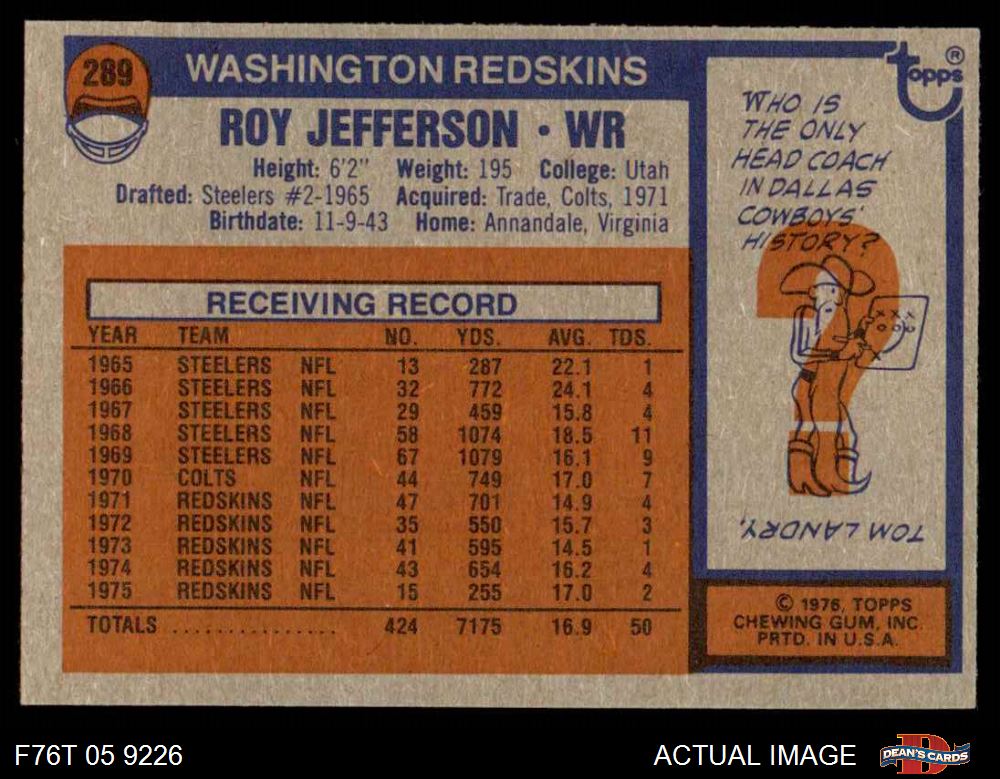 289
WASHINGTON REDSKINS
ROY JEFFERSON · WR
Height: 6'2" Weight: 195 College: Utah
Drafted: Steelers #2-1965 Acquired: Trade, Colts, 1971
Birthdate: 11-9-43 Home: Annandale, Virginia
RECEIVING RECORD
YEAR TEAM NO. YDS. AVG. TDS.
1965 STEELERS NFL 13 287 22.1 1
1966 STEELERS NFL 32 772 24.1 4
1967 STEELERS NFL 29 459 15.8 4
1968 STEELERS NFL 58 1074 18.5 11
1969 STEELERS NFL 67 1079 16.1 9
1970 COLTS NFL 44 749 17.0 7
1971 REDSKINS NFL 47 701 14.9 4
1972 REDSKINS NFL 35 550 15.7 3
1973 REDSKINS NFL 41 595 14.5 1
1974 REDSKINS NFL 43 654 16.2 4
1975 REDSKINS NFL 15 255 17.0 2
TOTALS ................ 424 7175 16.9 50
topps ®
WHO IS
THE ONLY
HEAD COACH
IN DALLAS
COWBOYS'
HISTORY?
?
x x x
o o o
x
TOM LANDRY.
© 1976, TOPPS
CHEWING GUM, INC.
PRTD. IN U.S.A.
F76T 05 9226
ACTUAL IMAGE
DEAN'S CARDS